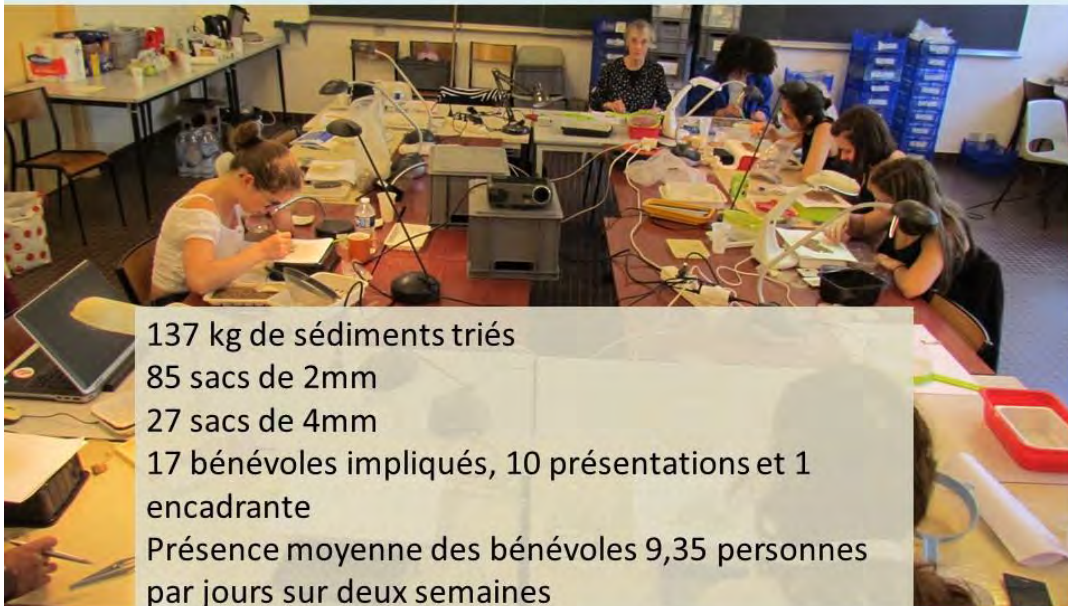 137 kg de sédiments triés
85 sacs de 2mm
27 sacs de 4mm
17 bénévoles impliqués, 10 présentations et 1
encadrante
Présence moyenne des bénévoles 9,35 personnes
par jours sur deux semaines